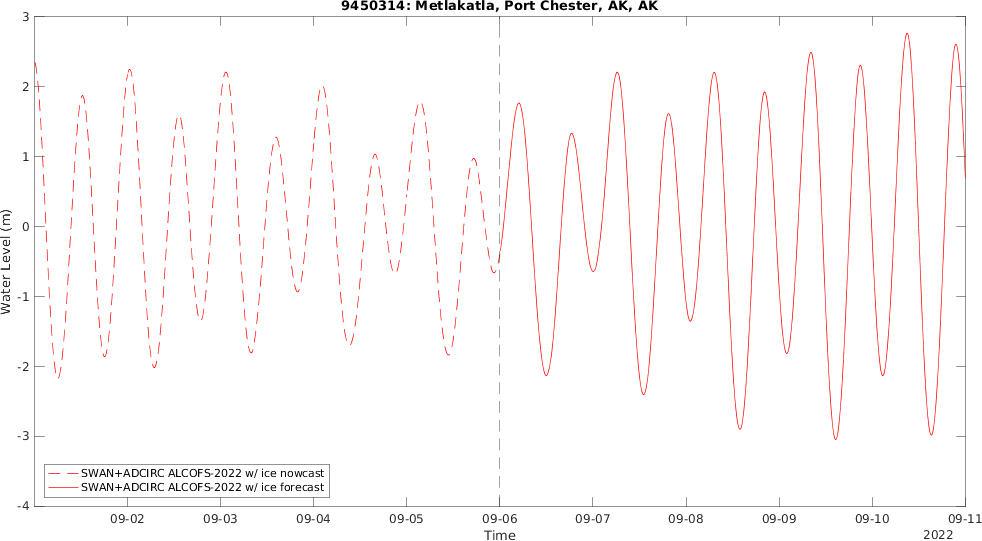 9450314: Metlakatla, Port Chester, AK, AK
3
2
1
0
-1
-2
-3
-4
Water Level (m)
SWAN+ADCIRC ALCOFS-2022 w/ ice nowcast
SWAN+ADCIRC ALCOFS-2022 w/ ice forecast
09-02 09-03 09-04 09-05 09-06 09-07 09-08 09-09 09-10 09-11
Time
2022